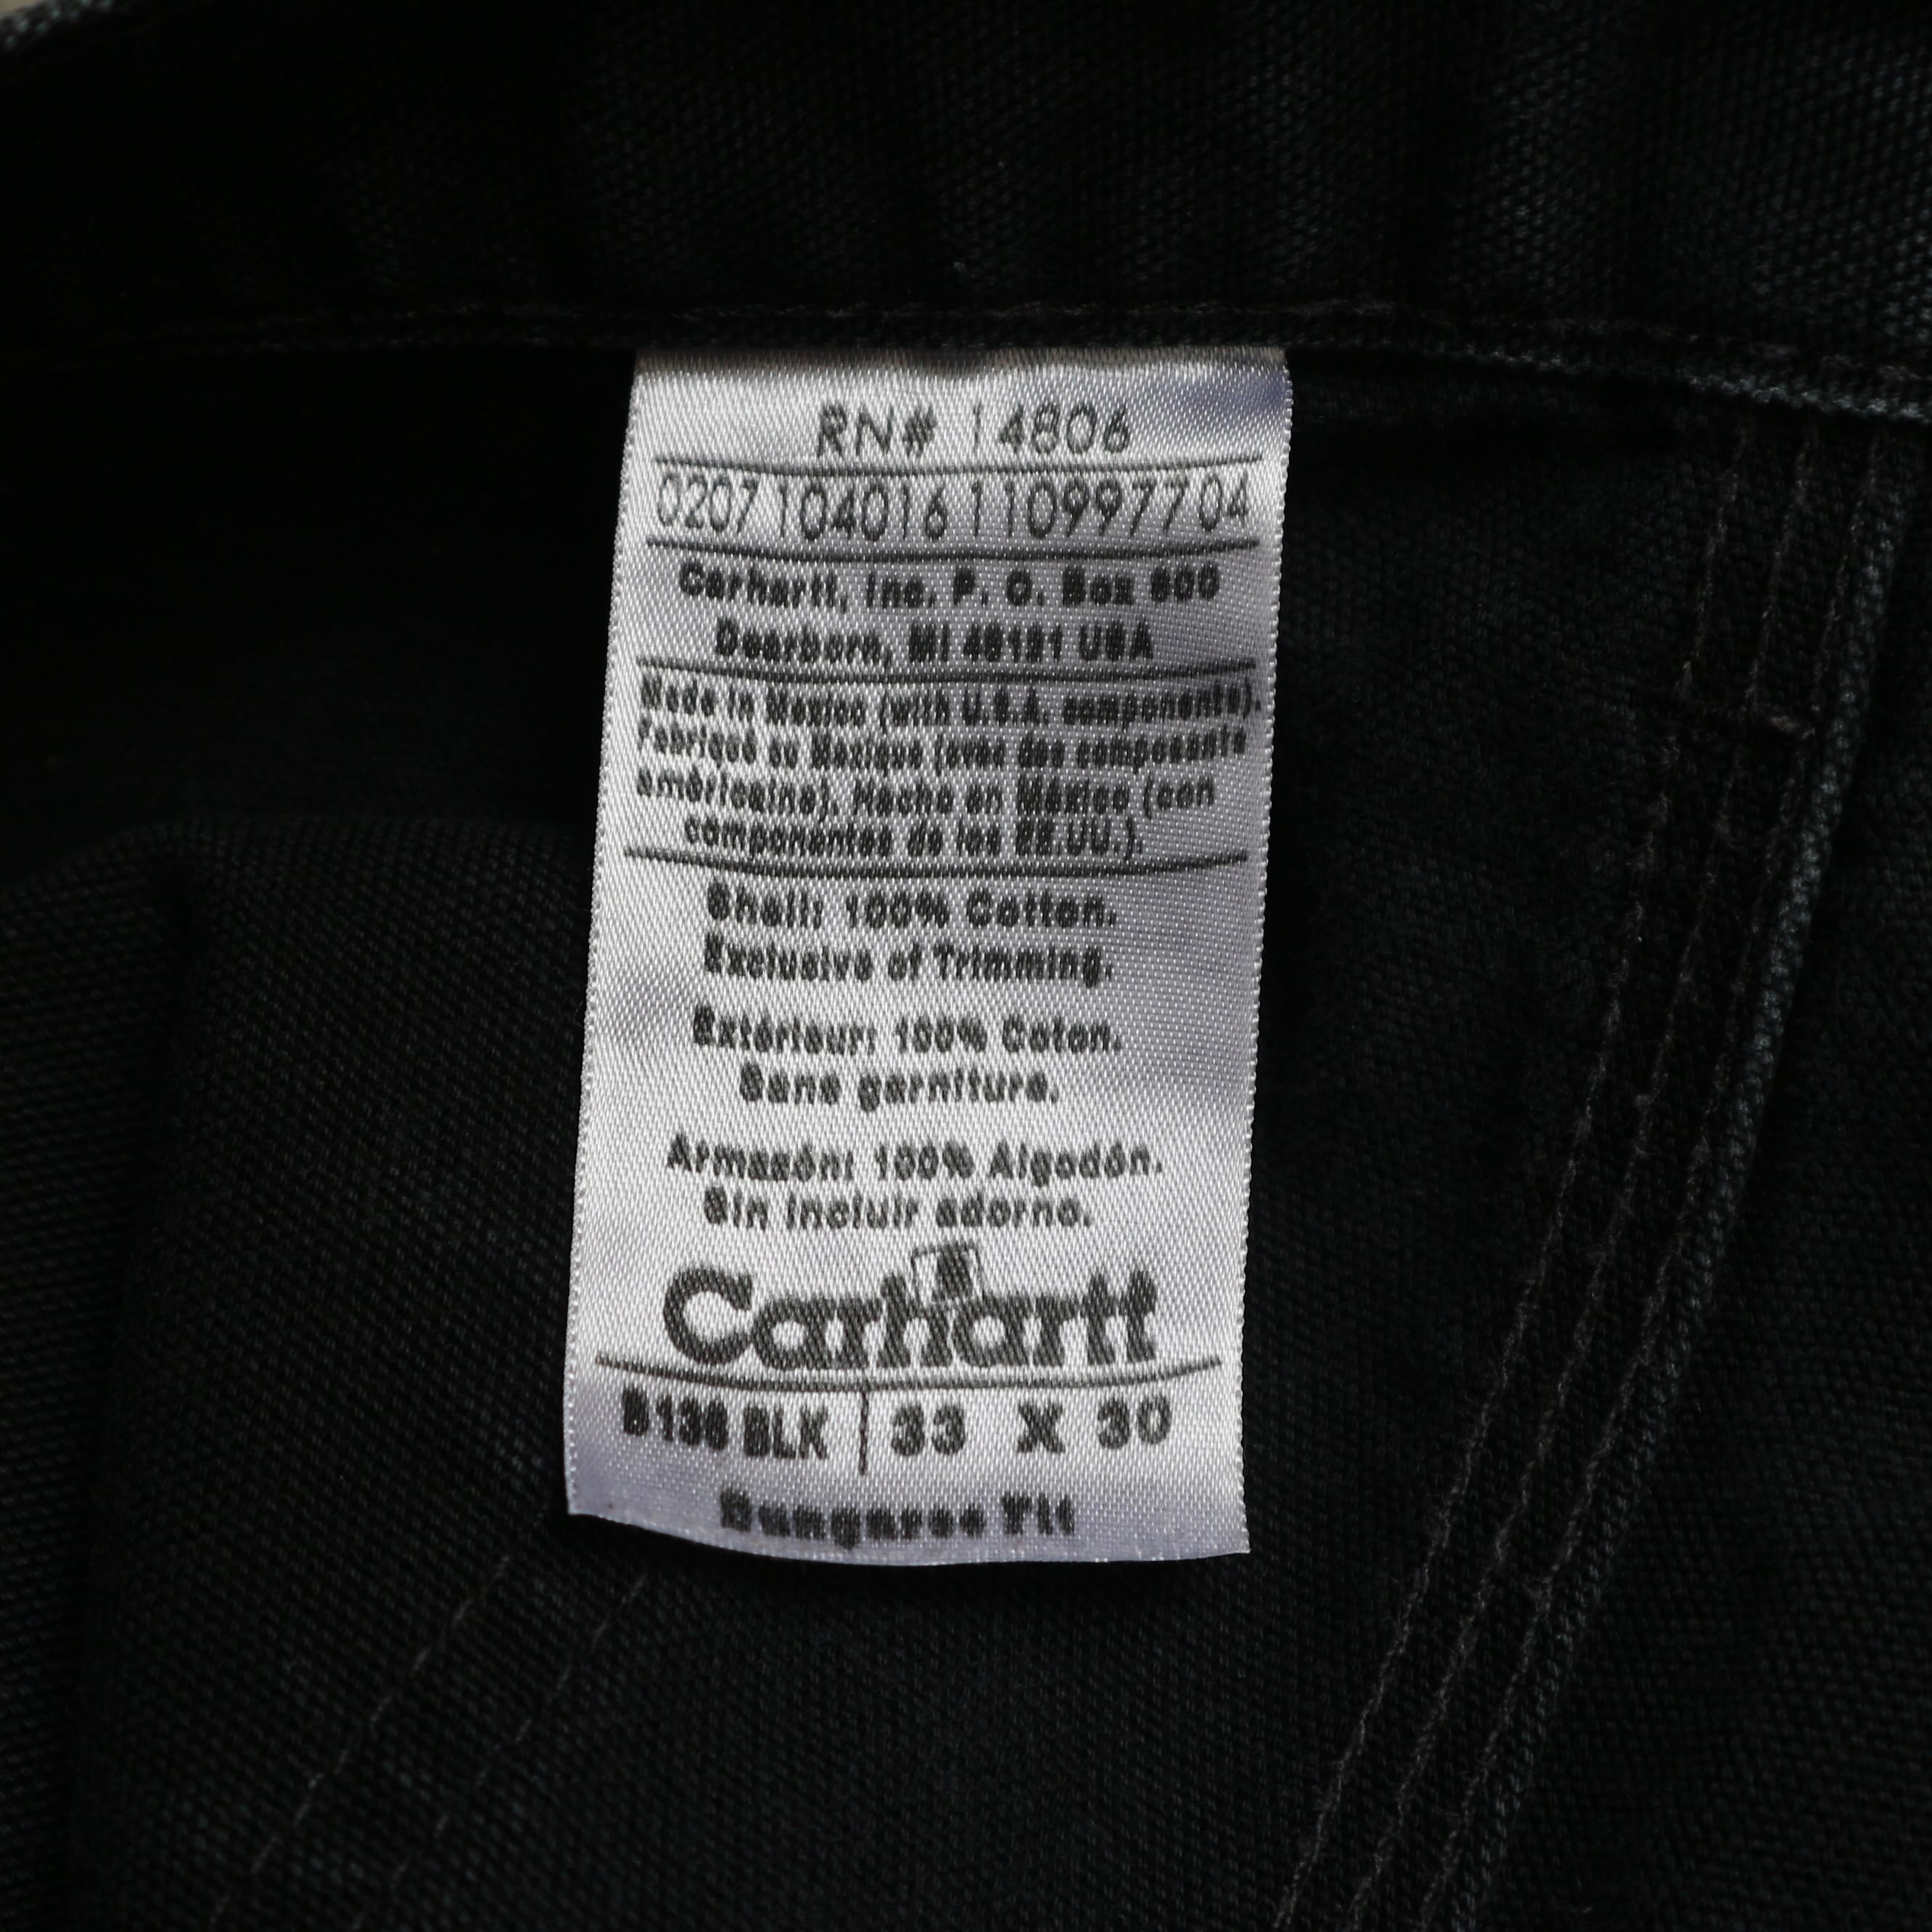 RN# 14806
0207 104016 110997704
Carhartt, Inc. P. O. Box 600
Dearborn, MI 48121 USA
Made in Mexico (with U.S.A. components).
Fabriqué au Mexique (avec des composants
américains). Hecho en México (con
componentes de los EE.UU.).
Shell: 100% Cotton.
Exclusive of Trimming.
Extérieur: 100% Coton.
Sans garniture.
Armazón: 100% Algodón.
Sin incluir adorno.
Carhartt
B136 BLK 33 X 30
Dungaree Fit